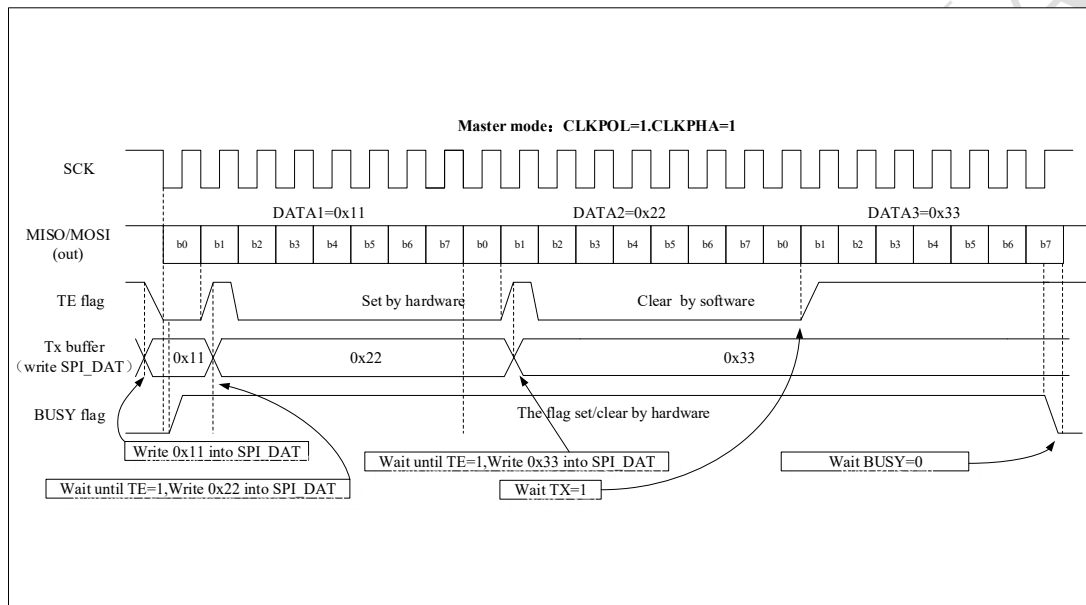 Master mode：CLKPOL=1.CLKPHA=1
SCK
DATA1=0x11 DATA2=0x22 DATA3=0x33
MISO/MOSI
(out)
b0 b1 b2 b3 b4 b5 b6 b7 b0 b1 b2 b3 b4 b5 b6 b7 b0 b1 b2 b3 b4 b5 b6 b7
TE flag
Set by hardware
Clear by software
Tx buffer
（write SPI_DAT）
0x11 0x22 0x33
BUSY flag
The flag set/clear by hardware
Write 0x11 into SPI_DAT
Wait until TE=1,Write 0x33 into SPI_DAT
Wait BUSY=0
Wait until TE=1,Write 0x22 into SPI_DAT
Wait TX=1